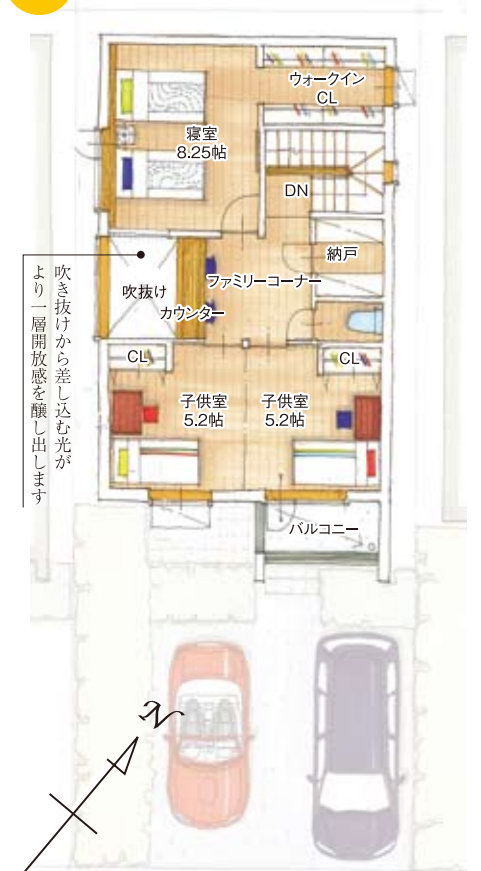 ウォークイン
CL
寝室
8.25帖
DN
納戸
ファミリーコーナー
吹抜け
カウンター
CL
CL
子供室
5.2帖
子供室
5.2帖
バルコニー
吹き抜けから差し込む光が
より一層開放感を醸し出します
N